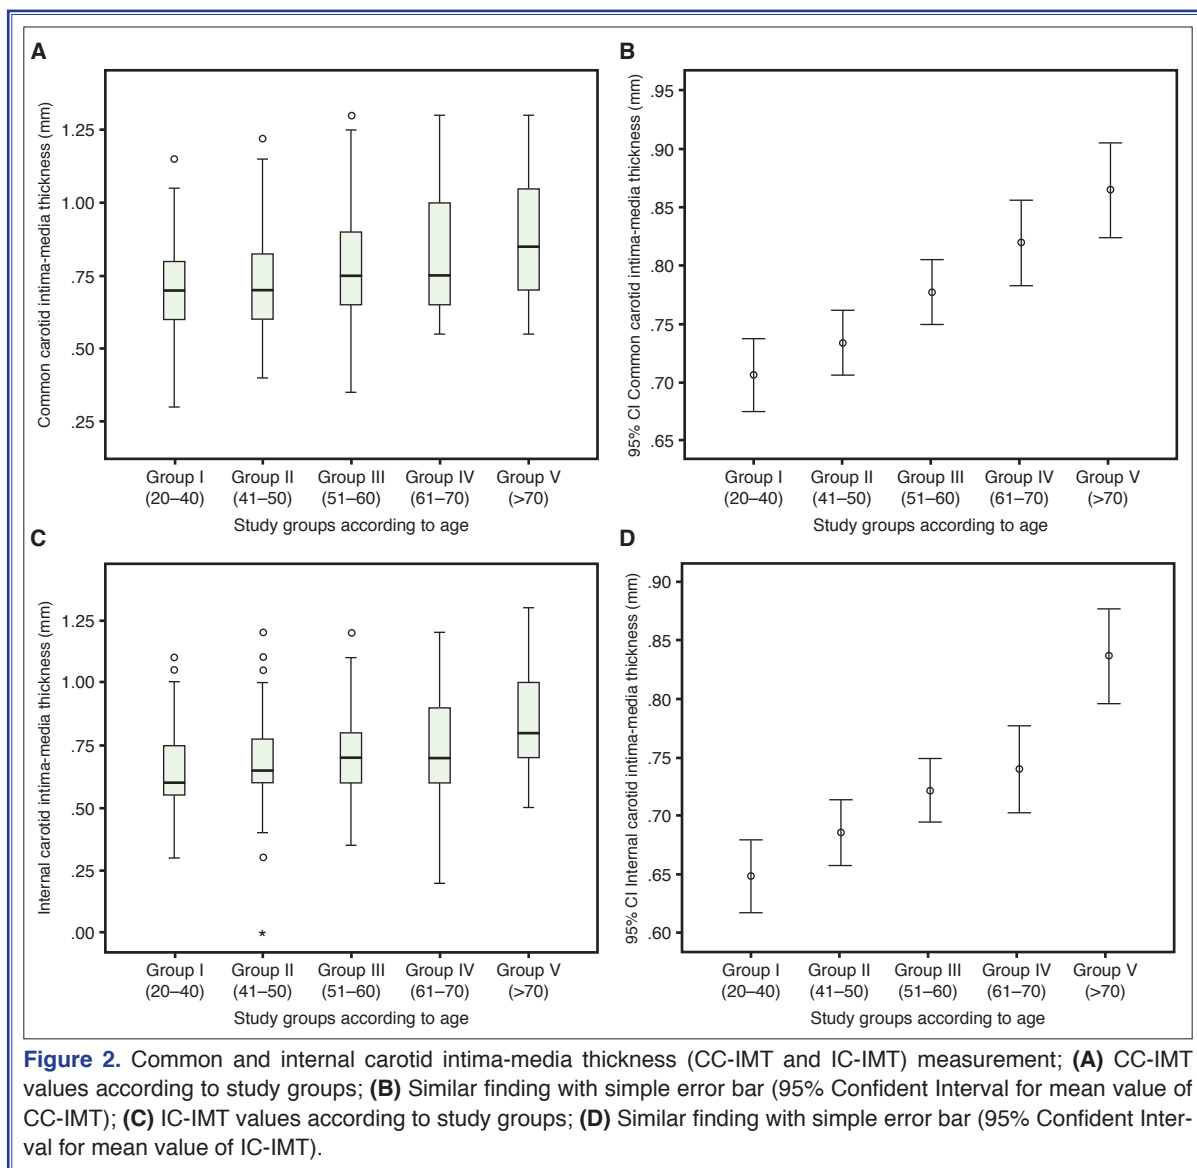 A
Common carotid intima-media thickness (mm)
1.25
1.00
.75
.50
.25
Group I Group II Group III Group IV Group V
(20–40) (41–50) (51–60) (61–70) (>70)
Study groups according to age
B
95% CI Common carotid intima-media thickness (mm)
.95
.90
.85
.80
.75
.70
.65
Group I Group II Group III Group IV Group V
(20–40) (41–50) (51–60) (61–70) (>70)
Study groups according to age
C
Internal carotid intima-media thickness (mm)
1.25
1.00
.75
.50
.25
.00
Group I Group II Group III Group IV Group V
(20–40) (41–50) (51–60) (61–70) (>70)
Study groups according to age
D
95% CI Internal carotid intima-media thickness (mm)
.90
.85
.80
.75
.70
.65
.60
Group I Group II Group III Group IV Group V
(20–40) (41–50) (51–60) (61–70) (>70)
Study groups according to age
Figure 2. Common and internal carotid intima-media thickness (CC-IMT and IC-IMT) measurement; (A) CC-IMT
values according to study groups; (B) Similar finding with simple error bar (95% Confident Interval for mean value of
CC-IMT); (C) IC-IMT values according to study groups; (D) Similar finding with simple error bar (95% Confident Inter-
val for mean value of IC-IMT).